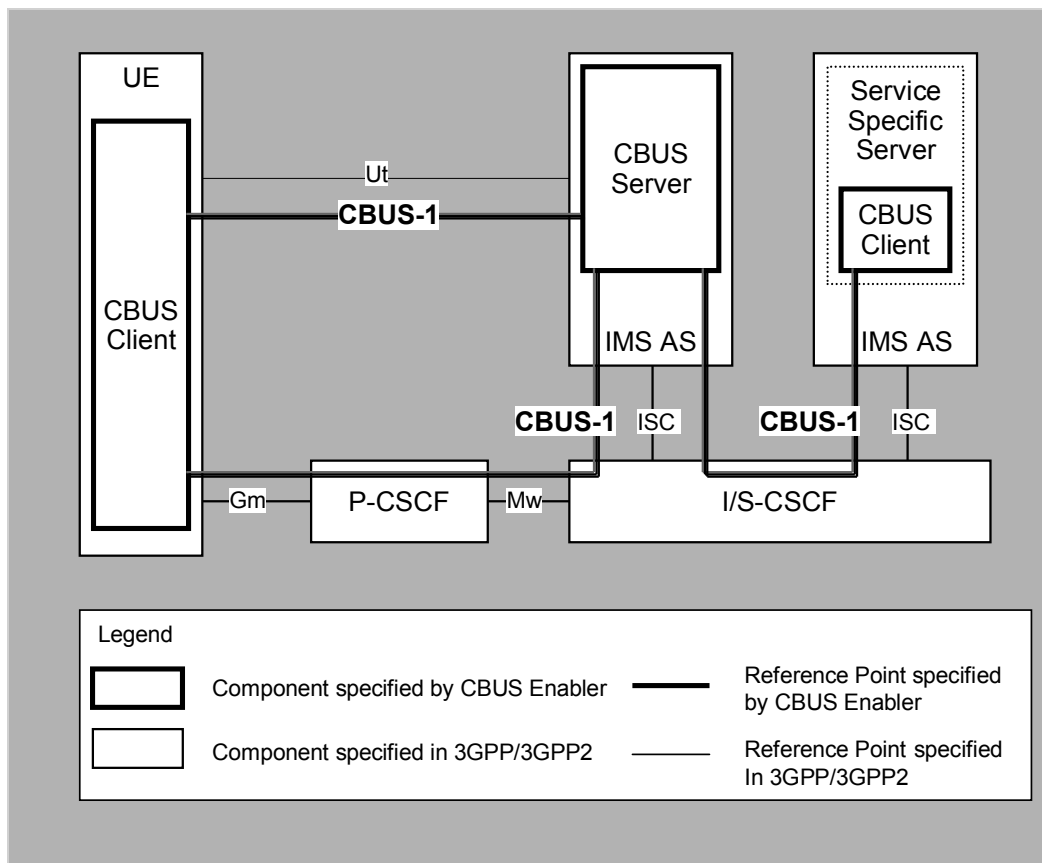 UE
CBUS
Client
Ut
CBUS-1
CBUS
Server
IMS AS
Service
Specific
Server
CBUS
Client
IMS AS
CBUS-1
ISC
CBUS-1
ISC
Gm
P-CSCF
Mw
I/S-CSCF
Legend
Component specified by CBUS Enabler
Reference Point specified
by CBUS Enabler
Component specified in 3GPP/3GPP2
Reference Point specified
In 3GPP/3GPP2